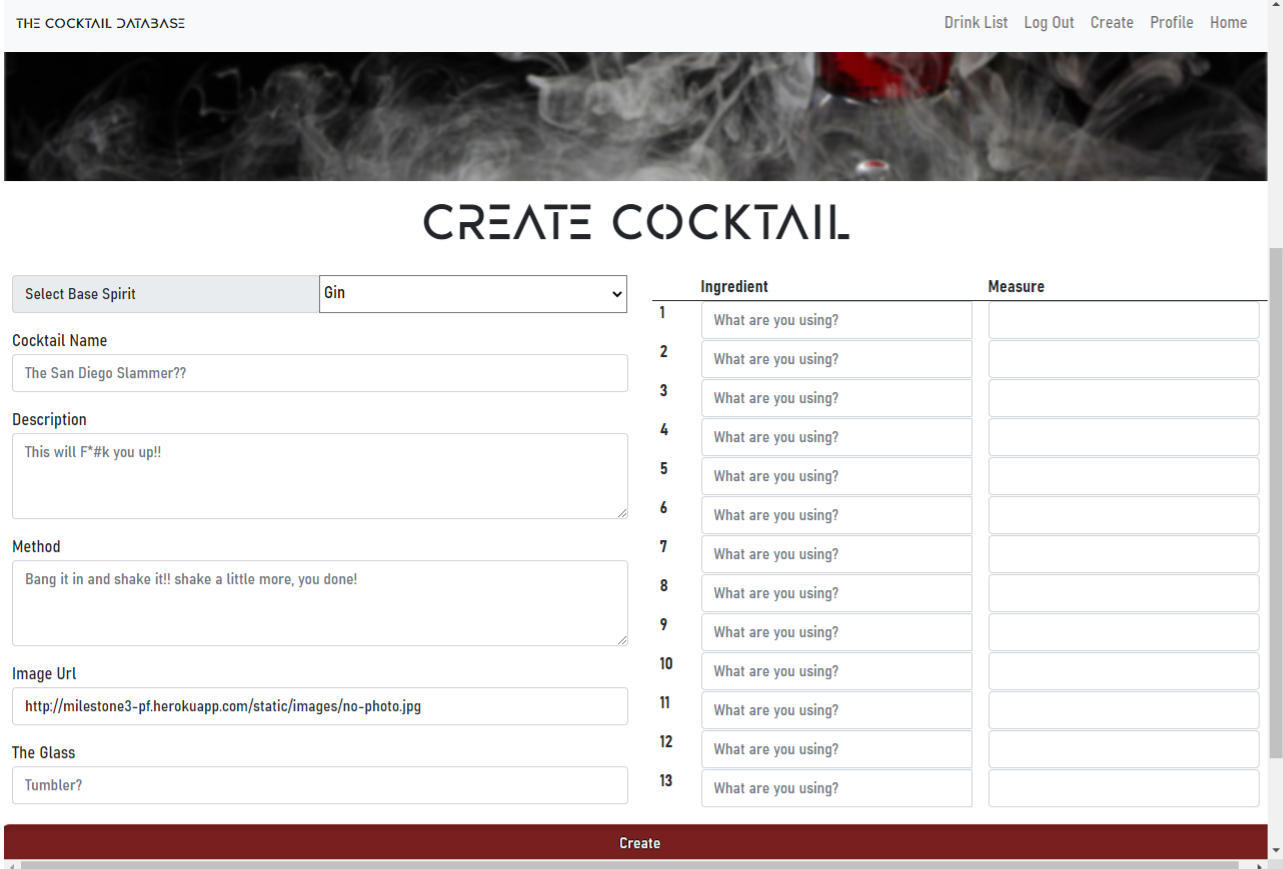 THE COCKTAIL DATABASE
Drink List Log Out Create Profile Home
CREATE COCKTAIL
Select Base Spirit Gin
Cocktail Name
The San Diego Slammer??
Description
This will F*#k you up!!
Method
Bang it in and shake it!! shake a little more, you done!
Image Url
http://milestone3-pf.herokuapp.com/static/images/no-photo.jpg
The Glass
Tumbler?
Ingredient Measure
1 What are you using?
2 What are you using?
3 What are you using?
4 What are you using?
5 What are you using?
6 What are you using?
7 What are you using?
8 What are you using?
9 What are you using?
10 What are you using?
11 What are you using?
12 What are you using?
13 What are you using?
Create